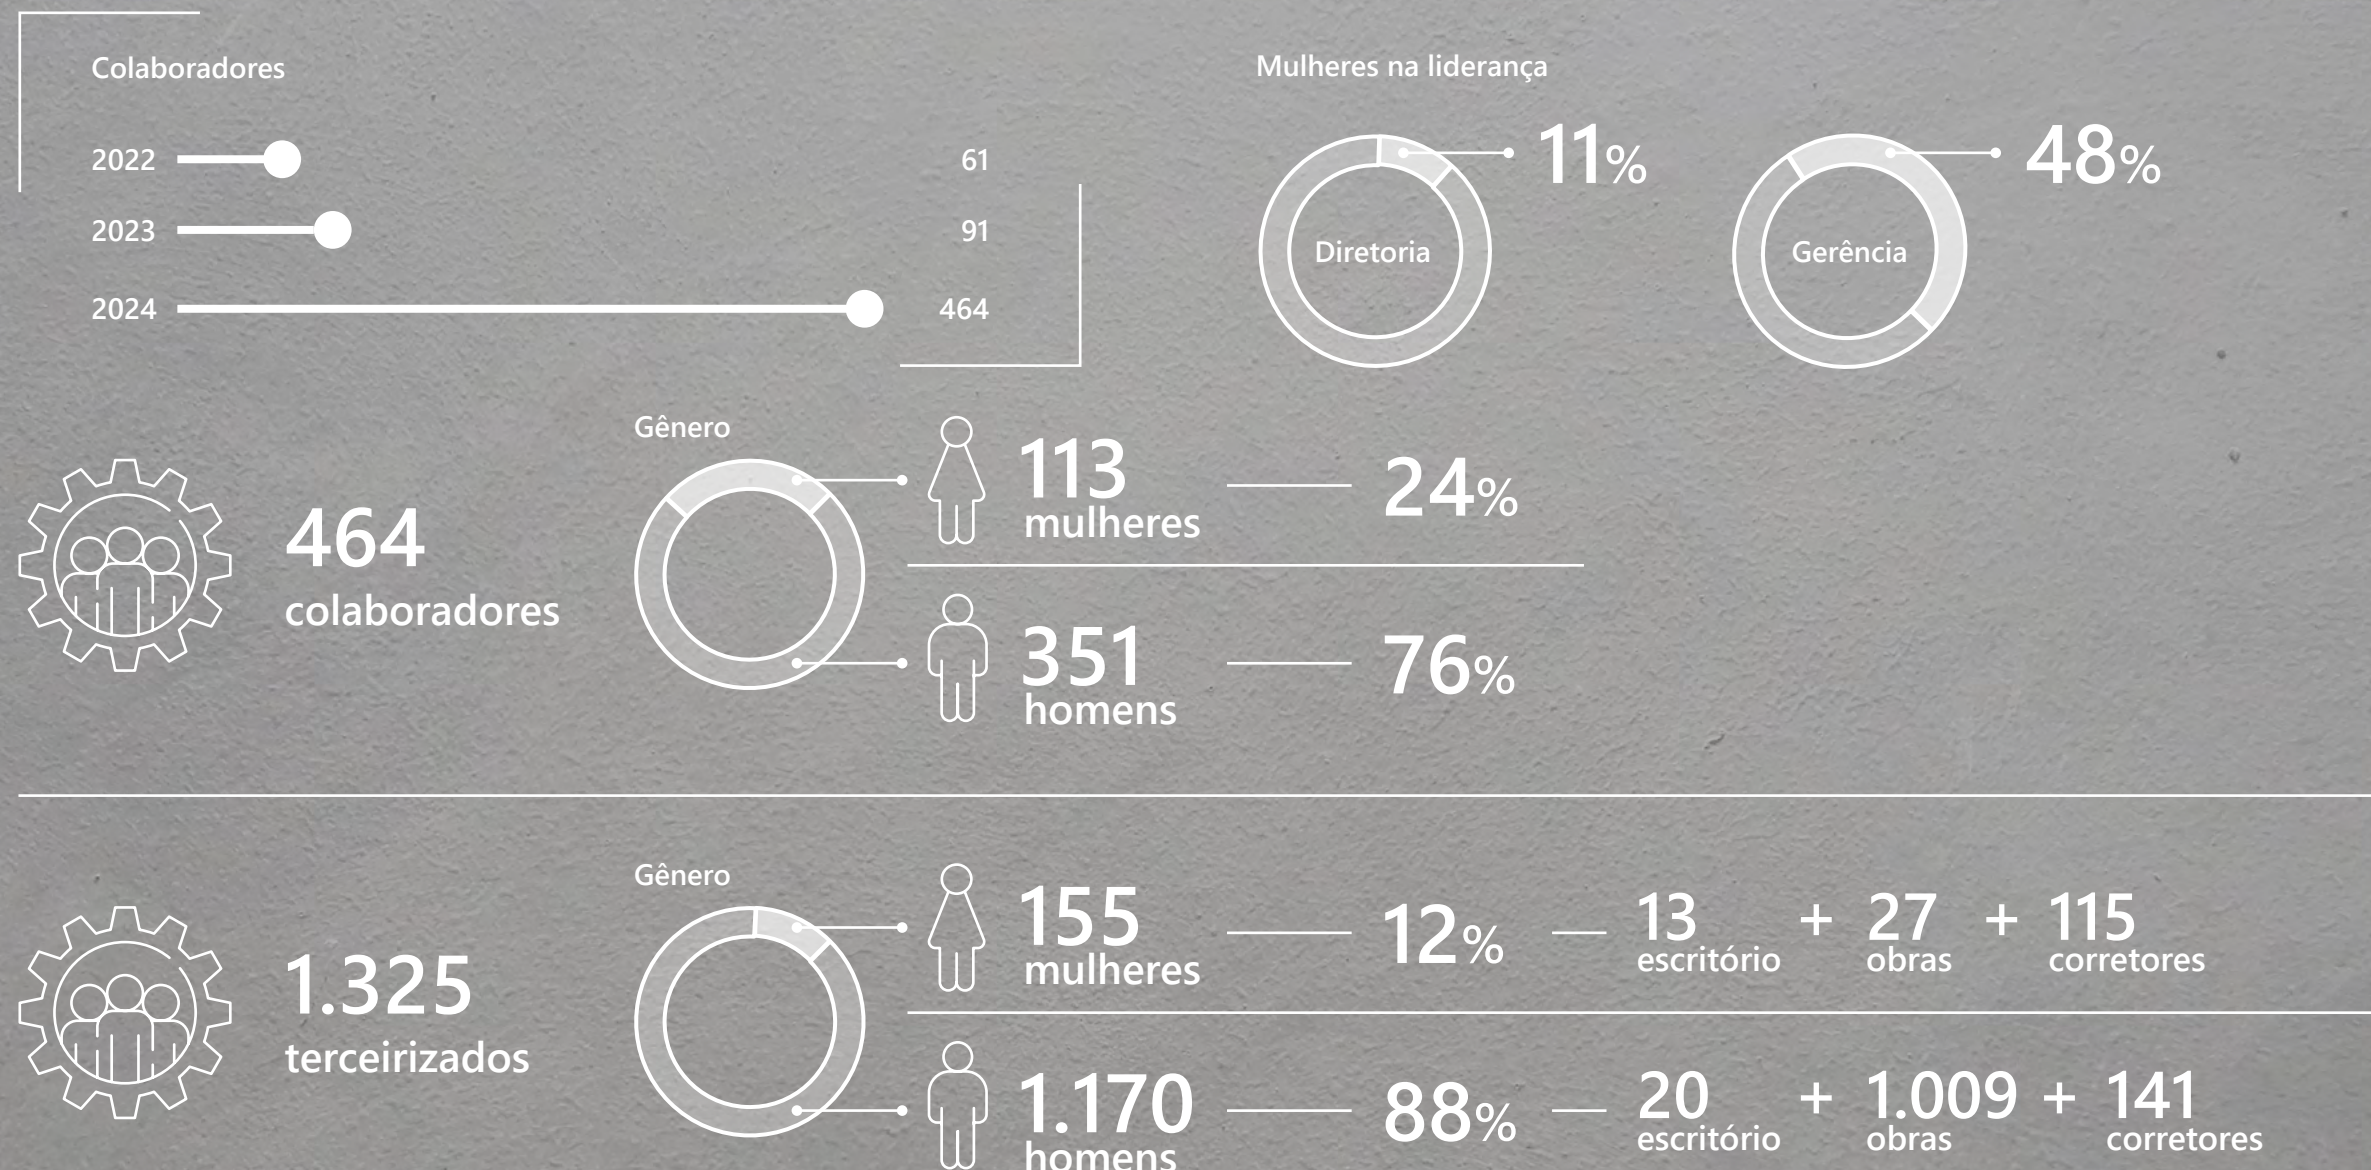 Colaboradores
2022 61
2023 91
2024 464
Mulheres na liderança
11%
Diretoria
48%
Gerência
464
colaboradores
Gênero
113
mulheres
24%
351
homens
76%
1.325
terceirizados
Gênero
155
mulheres
12%
13 + 27 + 115
escritório obras corretores
1.170
homens
88%
20 + 1.009 + 141
escritório obras corretores